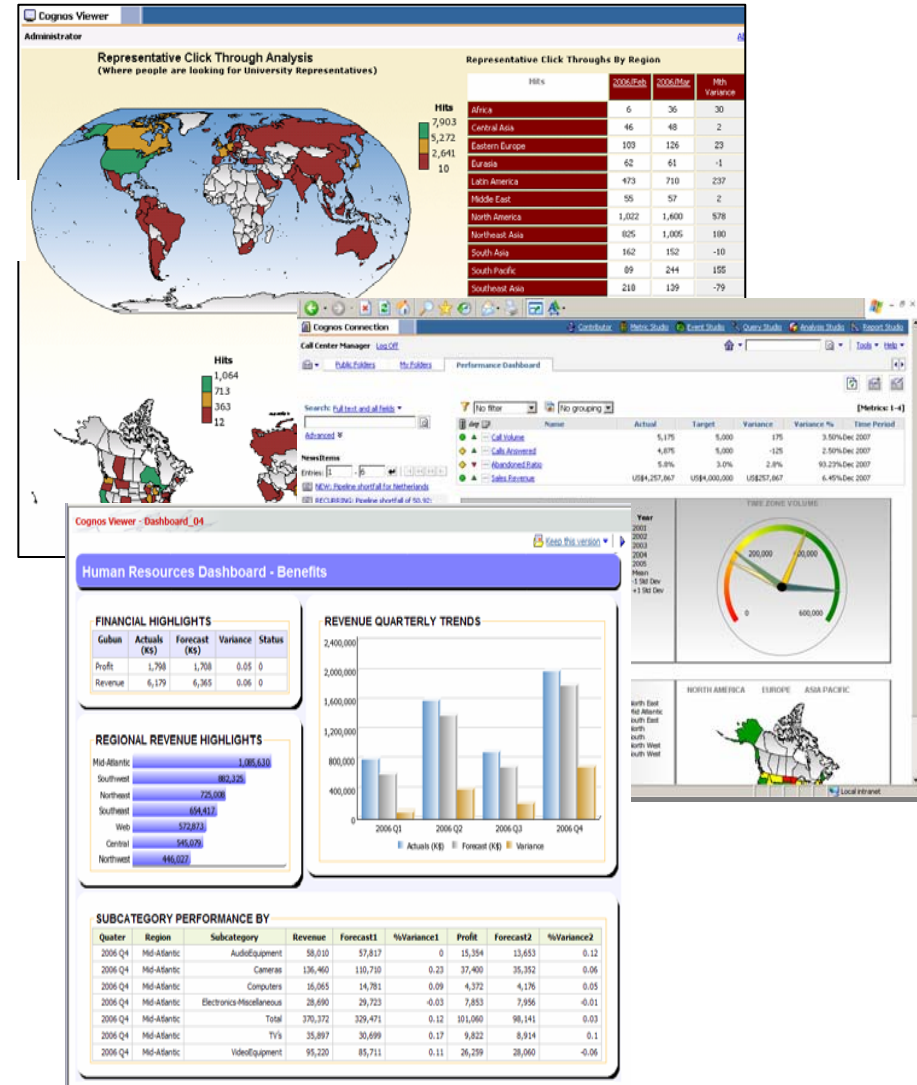 Cognos Viewer
Administrator
Representative Click Through Analysis
(Where people are looking for University Representatives)
Hits
7,903
5,272
2,641
10
Representative Click Throughs By Region
Hits 2006/Feb 2006/Mar Mth Variance
Africa 6 36 30
Central Asia 46 48 2
Eastern Europe 103 126 23
Eurasia 62 61 -1
Latin America 473 710 237
Middle East 55 57 2
North America 1,022 1,600 578
Northeast Asia 825 1,005 180
South Asia 162 152 -10
South Pacific 89 244 155
Southeast Asia 218 139 -79
Hits
1,064
713
363
12
Cognos Connection
Contributor Metric Studio Event Studio Query Studio Analysis Studio Report Studio
Call Center Manager Log Off
Tools Help
Public Folders My Folders Performance Dashboard
Search: Full text and all fields
Advanced
NewsItems
Entries: 1 - 6
NEW: Pipeline shortfall for Netherlands
RECURRING: Pipeline shortfall of 50.92:
No filter No grouping [Metrics: 1-4]
Name Actual Target Variance Variance % Time Period
Call Volume 5,175 5,000 175 3.50% Dec 2007
Calls Answered 4,875 5,000 -125 2.50% Dec 2007
Abandoned Ratio 5.8% 3.0% 2.8% 93.23% Dec 2007
Sales Revenue US$4,257,867 US$4,000,000 US$257,867 6.45% Dec 2007
Year
2001
2002
2003
2004
2005
Mean
-1 Std Dev
+1 Std Dev
TIME ZONE VOLUME
200,000
0
600,000
North East
Mid Atlantic
South East
North
South
North West
South West
NORTH AMERICA EUROPE ASIA PACIFIC
Local intranet
Cognos Viewer - Dashboard_04
Keep this version
Human Resources Dashboard - Benefits
FINANCIAL HIGHLIGHTS
Gubun Actuals (K$) Forecast (K$) Variance Status
Profit 1,798 1,708 0.05 0
Revenue 6,179 6,365 0.06 0
REGIONAL REVENUE HIGHLIGHTS
Mid-Atlantic 1,085,630
Southwest 882,325
Northeast 725,008
Southeast 654,417
Web 572,873
Central 545,079
Northwest 446,027
REVENUE QUARTERLY TRENDS
2,400,000
2,000,000
1,600,000
1,200,000
800,000
400,000
0
2006 Q1 2006 Q2 2006 Q3 2006 Q4
Actuals (K$) Forecast (K$) Variance
SUBCATEGORY PERFORMANCE BY
Quater Region Subcategory Revenue Forecast1 %Variance1 Profit Forecast2 %Variance2
2006 Q4 Mid-Atlantic AudioEquipment 58,010 57,817 0 15,354 13,653 0.12
2006 Q4 Mid-Atlantic Cameras 136,460 110,710 0.23 37,400 35,352 0.06
2006 Q4 Mid-Atlantic Computers 16,065 14,781 0.09 4,372 4,176 0.05
2006 Q4 Mid-Atlantic Electronics-Miscellaneous 28,690 29,723 -0.03 7,853 7,956 -0.01
2006 Q4 Mid-Atlantic Total 370,372 329,471 0.12 101,060 98,141 0.03
2006 Q4 Mid-Atlantic TV's 35,897 30,699 0.17 9,822 8,914 0.1
2006 Q4 Mid-Atlantic VideoEquipment 95,220 85,711 0.11 26,259 28,060 -0.06